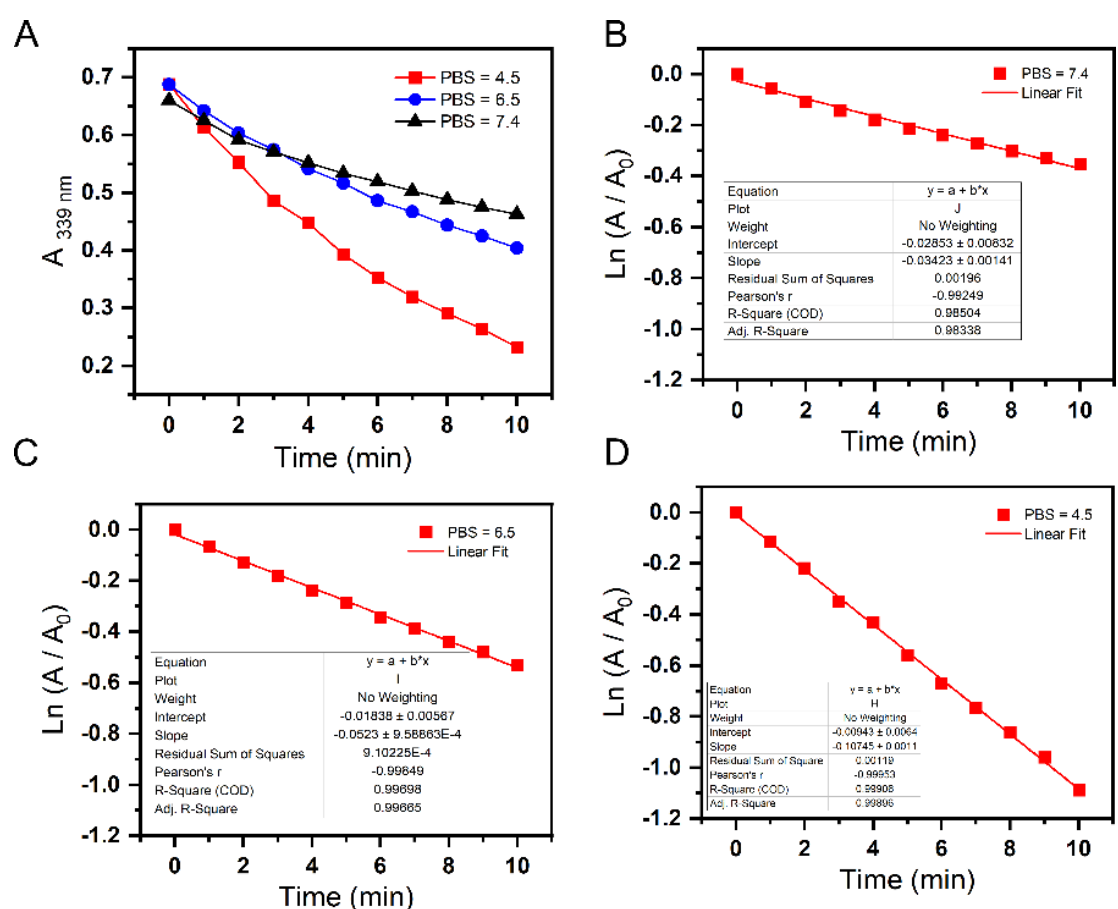 A
PBS = 4.5
PBS = 6.5
PBS = 7.4
0.7
0.6
0.5
0.4
0.3
0.2
A 339 nm
0 2 4 6 8 10
Time (min)
B
PBS = 7.4
Linear Fit
0.0
-0.2
-0.4
-0.6
-0.8
-1.0
-1.2
Ln (A / A0)
Equation y = a + b*x
Plot J
Weight No Weighting
Intercept -0.02853 ± 0.00832
Slope -0.03423 ± 0.00141
Residual Sum of Squares 0.00196
Pearson's r -0.99249
R-Square (COD) 0.98504
Adj. R-Square 0.98338
0 2 4 6 8 10
Time (min)
C
PBS = 6.5
Linear Fit
0.0
-0.2
-0.4
-0.6
-0.8
-1.0
-1.2
Ln (A / A0)
Equation y = a + b*x
Plot I
Weight No Weighting
Intercept -0.01838 ± 0.00567
Slope -0.0523 ± 9.58863E-4
Residual Sum of Squares 9.10225E-4
Pearson's r -0.99849
R-Square (COD) 0.99698
Adj. R-Square 0.99665
0 2 4 6 8 10
Time (min)
D
PBS = 4.5
Linear Fit
0.0
-0.2
-0.4
-0.6
-0.8
-1.0
-1.2
Ln (A / A0)
Equation y = a + b*x
Plot H
Weight No Weighting
Intercept -0.00943 ± 0.0064
Slope -0.10745 ± 0.0011
Residual Sum of Square 0.00119
Pearson's r -0.99953
R-Square (COD) 0.99906
Adj. R-Square 0.99896
0 2 4 6 8 10
Time (min)